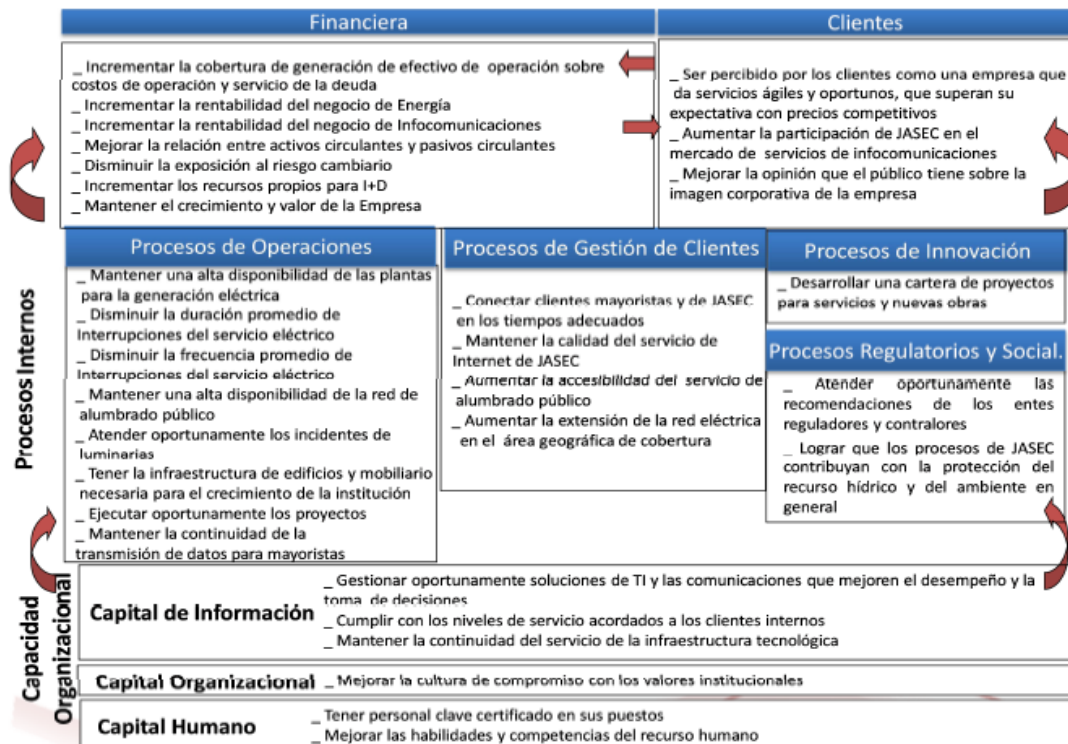 Financiera
Clientes
_ Incrementar la cobertura de generación de efectivo de operación sobre
costos de operación y servicio de la deuda
_ Incrementar la rentabilidad del negocio de Energía
_ Incrementar la rentabilidad del negocio de Infocomunicaciones
_ Mejorar la relación entre activos circulantes y pasivos circulantes
_ Disminuir la exposición al riesgo cambiario
_ Incrementar los recursos propios para I+D
_ Mantener el crecimiento y valor de la Empresa
_ Ser percibido por los clientes como una empresa que
da servicios ágiles y oportunos, que superan su
expectativa con precios competitivos
_ Aumentar la participación de JASEC en el
mercado de servicios de infocomunicaciones
_ Mejorar la opinión que el público tiene sobre la
imagen corporativa de la empresa
Procesos Internos
Procesos de Operaciones
_ Mantener una alta disponibilidad de las plantas
para la generación eléctrica
_ Disminuir la duración promedio de
Interrupciones del servicio eléctrico
_ Disminuir la frecuencia promedio de
Interrupciones del servicio eléctrico
_ Mantener una alta disponibilidad de la red de
alumbrado público
_ Atender oportunamente los incidentes de
luminarias
_ Tener la infraestructura de edificios y mobiliario
necesaria para el crecimiento de la institución
_ Ejecutar oportunamente los proyectos
_ Mantener la continuidad de la
transmisión de datos para mayoristas
Procesos de Gestión de Clientes
_ Conectar clientes mayoristas y de JASEC
en los tiempos adecuados
_ Mantener la calidad del servicio de
Internet de JASEC
_ Aumentar la accesibilidad del servicio de
alumbrado público
_ Aumentar la extensión de la red eléctrica
en el área geográfica de cobertura
Procesos de Innovación
_ Desarrollar una cartera de proyectos
para servicios y nuevas obras
Procesos Regulatorios y Social.
_ Atender oportunamente las
recomendaciones de los entes
reguladores y contralores
_ Lograr que los procesos de JASEC
contribuyan con la protección del
recurso hídrico y del ambiente en
general
Capacidad
Organizacional
Capital de Información
_ Gestionar oportunamente soluciones de TI y las comunicaciones que mejoren el desempeño y la
toma de decisiones
_ Cumplir con los niveles de servicio acordados a los clientes internos
_ Mantener la continuidad del servicio de la infraestructura tecnológica
Capital Organizacional
_ Mejorar la cultura de compromiso con los valores institucionales
Capital Humano
_ Tener personal clave certificado en sus puestos
_ Mejorar las habilidades y competencias del recurso humano